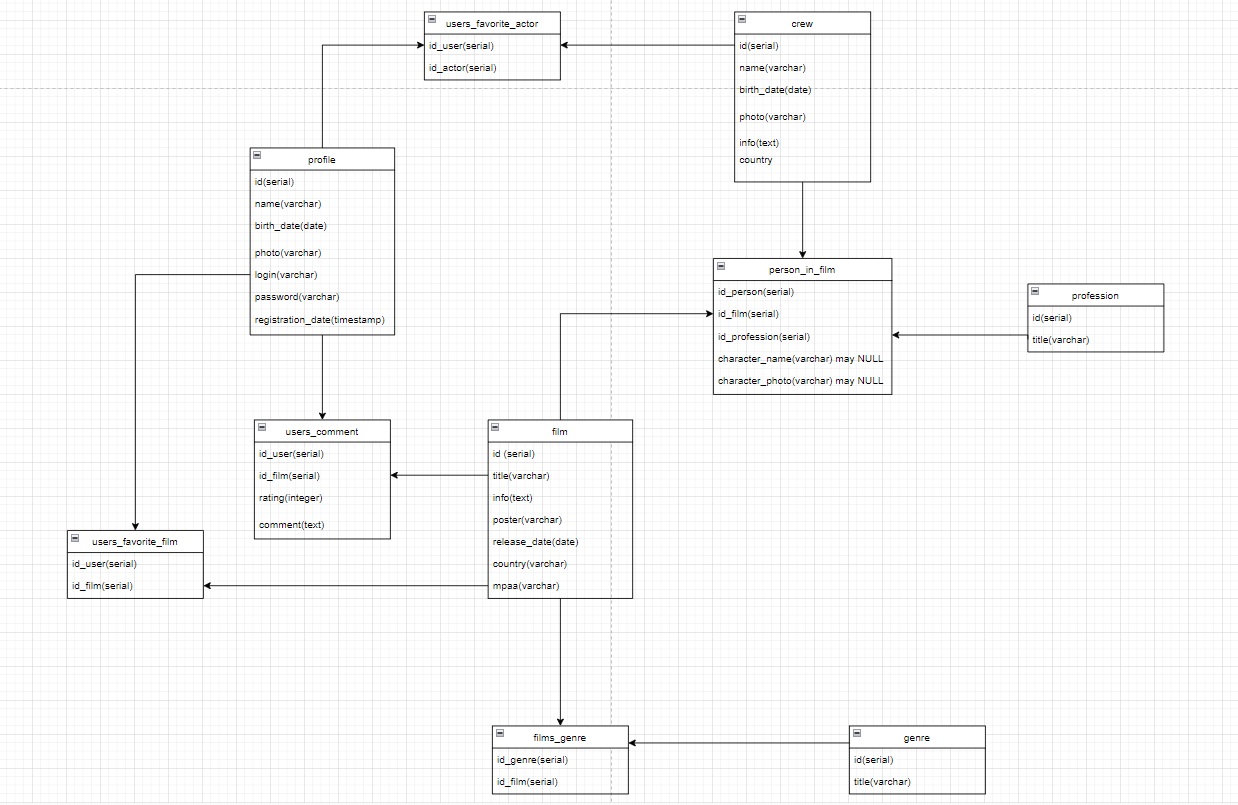 users_favorite_actor
id_user(serial)
id_actor(serial)
crew
id(serial)
name(varchar)
birth_date(date)
photo(varchar)
info(text)
country
profile
id(serial)
name(varchar)
birth_date(date)
photo(varchar)
login(varchar)
password(varchar)
registration_date(timestamp)
person_in_film
id_person(serial)
id_film(serial)
id_profession(serial)
character_name(varchar) may NULL
character_photo(varchar) may NULL
profession
id(serial)
title(varchar)
users_comment
id_user(serial)
id_film(serial)
rating(integer)
comment(text)
film
id (serial)
title(varchar)
info(text)
poster(varchar)
release_date(date)
country(varchar)
mpaa(varchar)
users_favorite_film
id_user(serial)
id_film(serial)
films_genre
id_genre(serial)
id_film(serial)
genre
id(serial)
title(varchar)